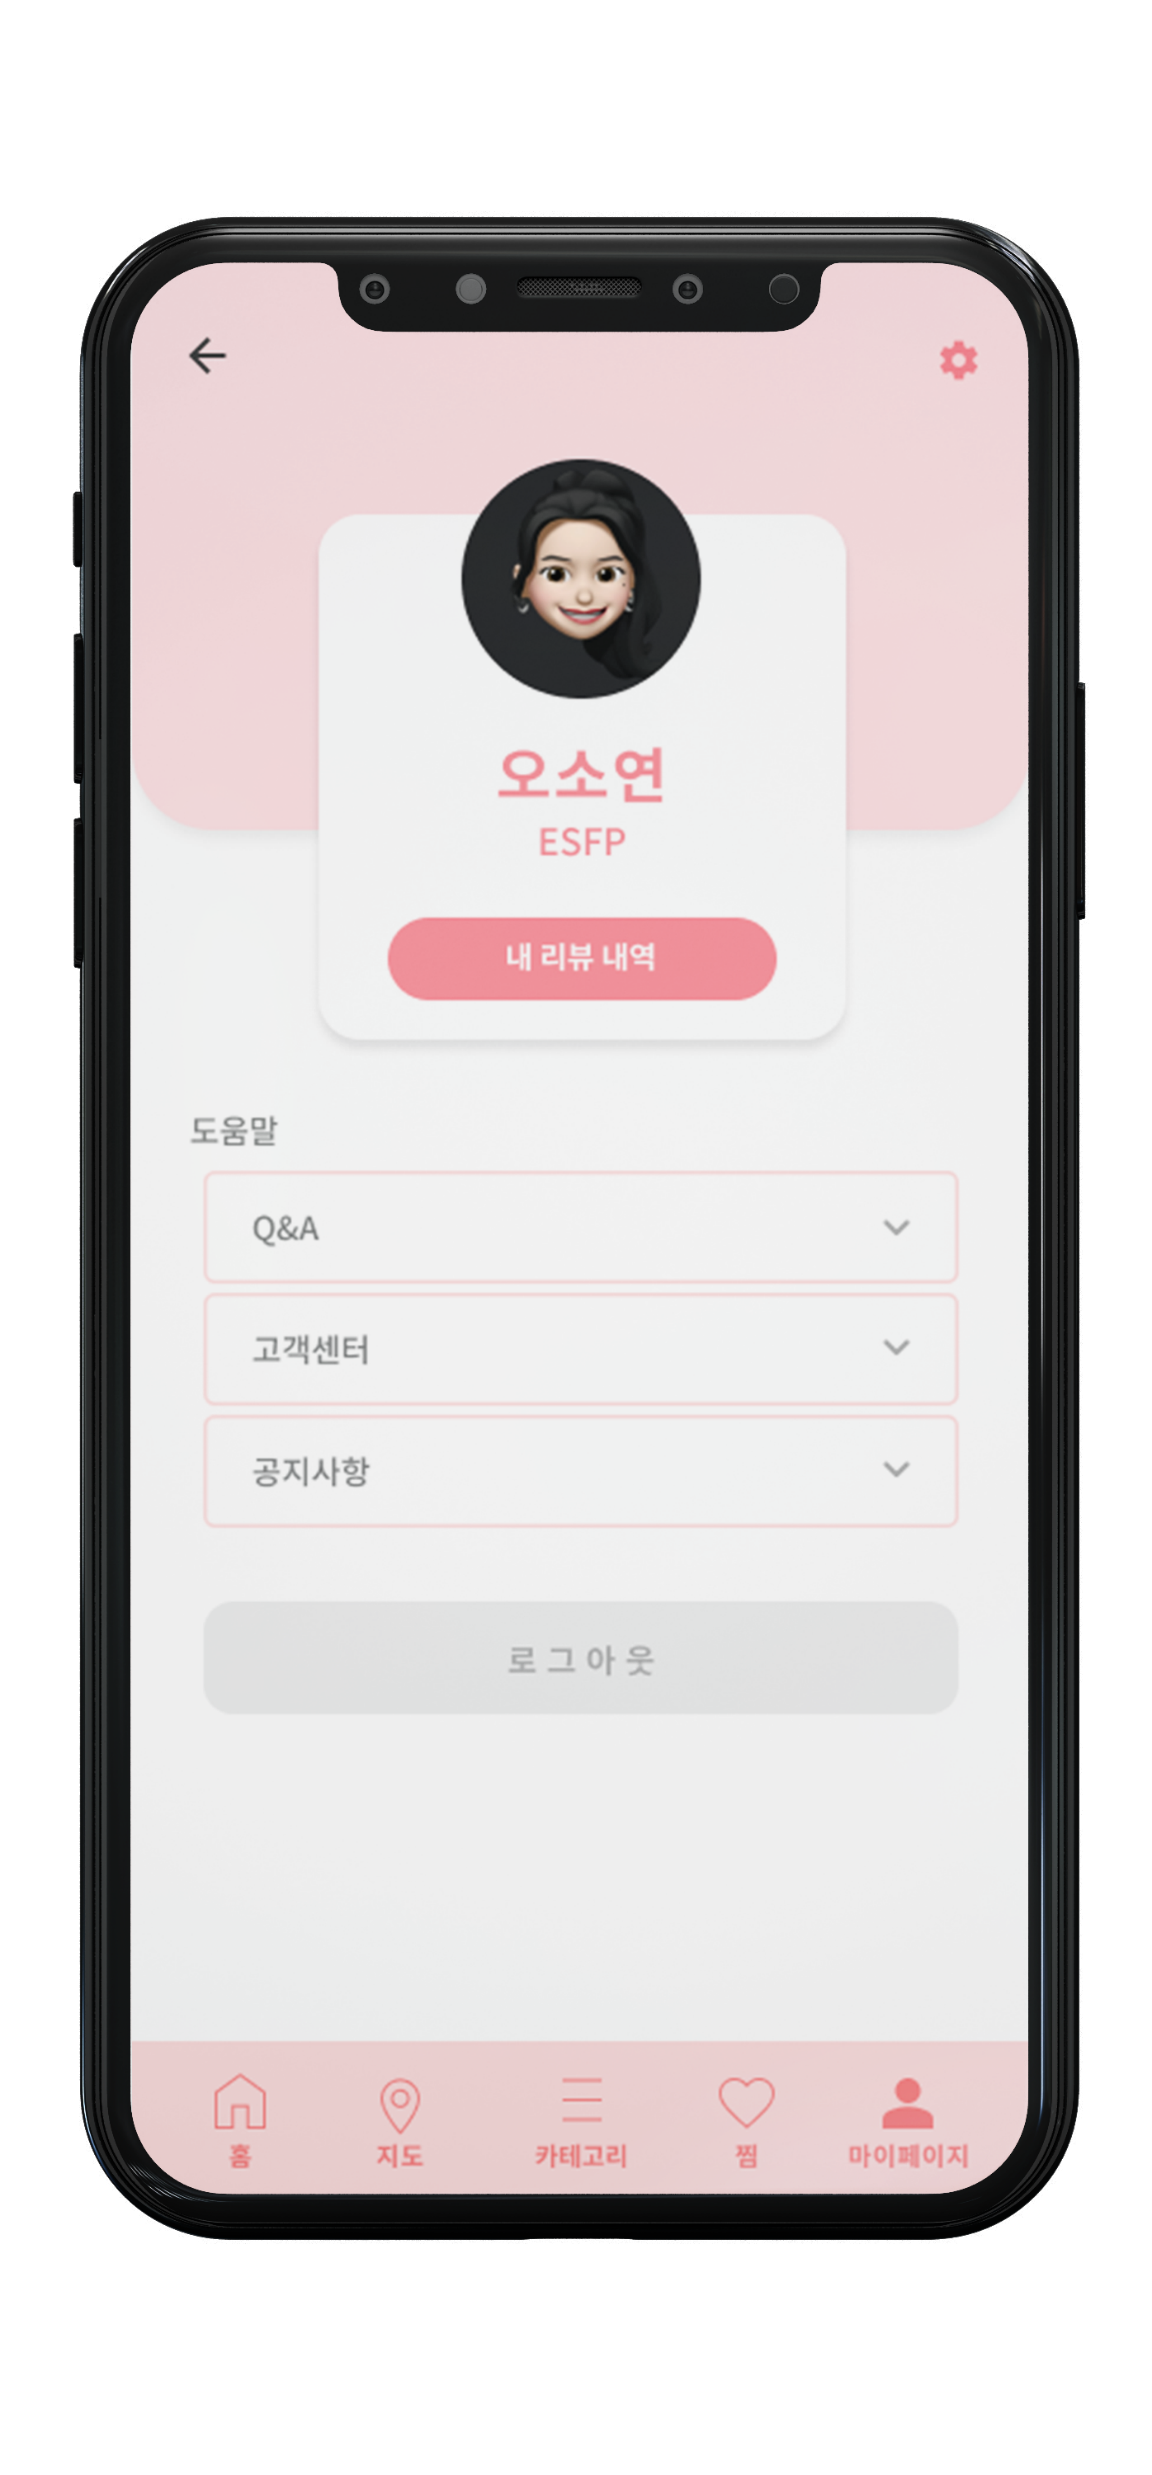 오소연
ESFP
내 리뷰 내역
도움말
Q&A
고객센터
공지사항
로그아웃
홈 지도 카테고리 찜 마이페이지